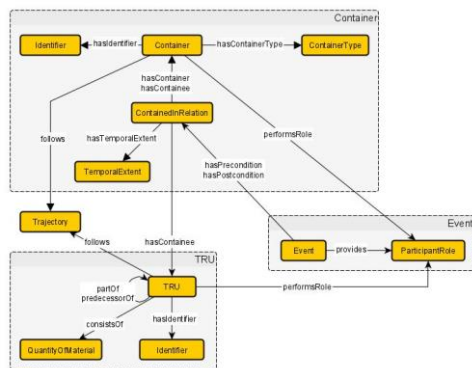 Container
Identifier
hasIdentifier
Container
hasContainerType
ContainerType
hasContainer
hasContainee
ContainedInRelation
follows
hasTemporalExtent
performsRole
TemporalExtent
hasPrecondition
hasPostcondition
Trajectory
Event
follows
hasContainee
Event
provides
ParticipantRole
TRU
partOf
predecessorOf
TRU
performsRole
consistsOf
hasIdentifier
QuantityOfMaterial
Identifier